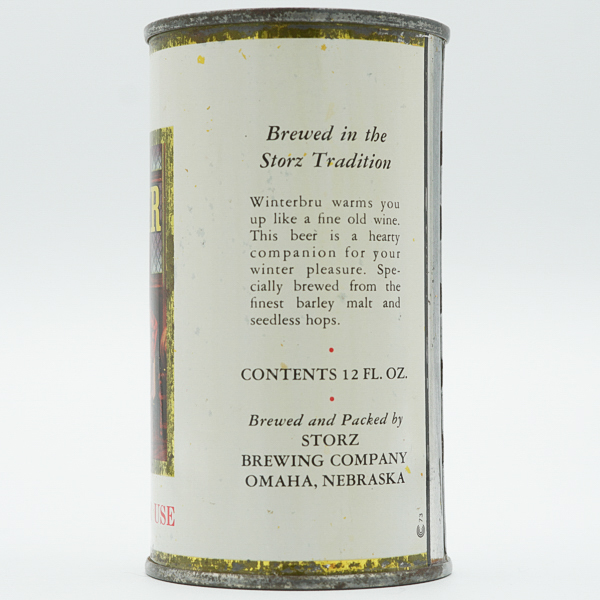 Brewed in the
Storz Tradition
Winterbru warms you
up like a fine old wine.
This beer is a hearty
companion for your
winter pleasure. Spe-
cially brewed from the
finest barley malt and
seedless hops.
CONTENTS 12 FL. OZ.
Brewed and Packed by
STORZ
BREWING COMPANY
OMAHA, NEBRASKA
R
USE
73